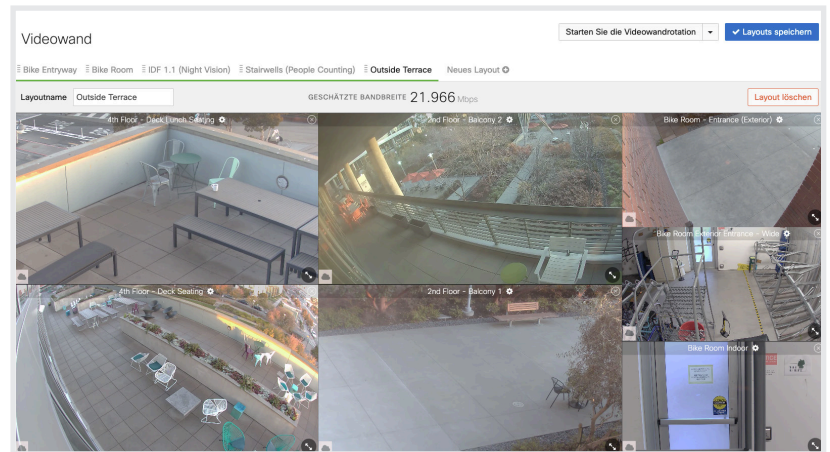 Videowand
Starten Sie die Videowandrotation
Layouts speichern
Bike Entryway
Bike Room
IDF 1.1 (Night Vision)
Stairwells (People Counting)
Outside Terrace
Neues Layout
Layoutname
Outside Terrace
GESCHÄTZTE BANDBREITE 21.966 Mbps
Layout löschen
4th Floor - Deck Lunch Seating
2nd Floor - Balcony 2
Bike Room - Entrance (Exterior)
Bike Room Exterior Entrance - Wide
4th Floor - Deck Seating
2nd Floor - Balcony 1
Bike Room Indoor